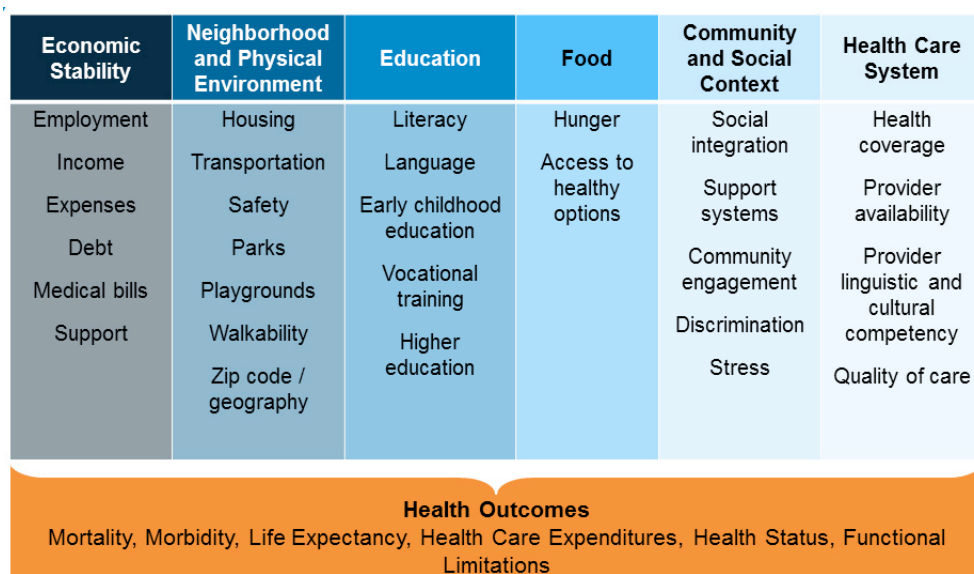 Economic
Stability
Neighborhood
and Physical
Environment
Education
Food
Community
and Social
Context
Health Care
System
Employment
Income
Expenses
Debt
Medical bills
Support
Housing
Transportation
Safety
Parks
Playgrounds
Walkability
Zip code /
geography
Literacy
Language
Early childhood
education
Vocational
training
Higher
education
Hunger
Access to
healthy
options
Social
integration
Support
systems
Community
engagement
Discrimination
Stress
Health
coverage
Provider
availability
Provider
linguistic and
cultural
competency
Quality of care
Health Outcomes
Mortality, Morbidity, Life Expectancy, Health Care Expenditures, Health Status, Functional
Limitations